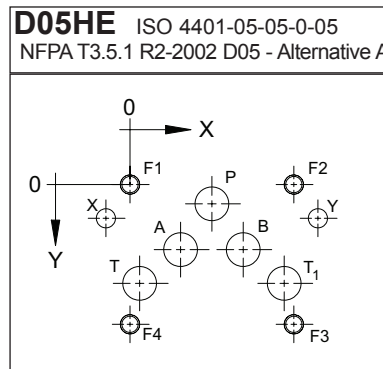 D05HE ISO 4401-05-05-0-05
NFPA T3.5.1 R2-2002 D05 - Alternative A
0
X
0
F1
F2
P
X
Y
A
B
Y
T
T1
F4
F3